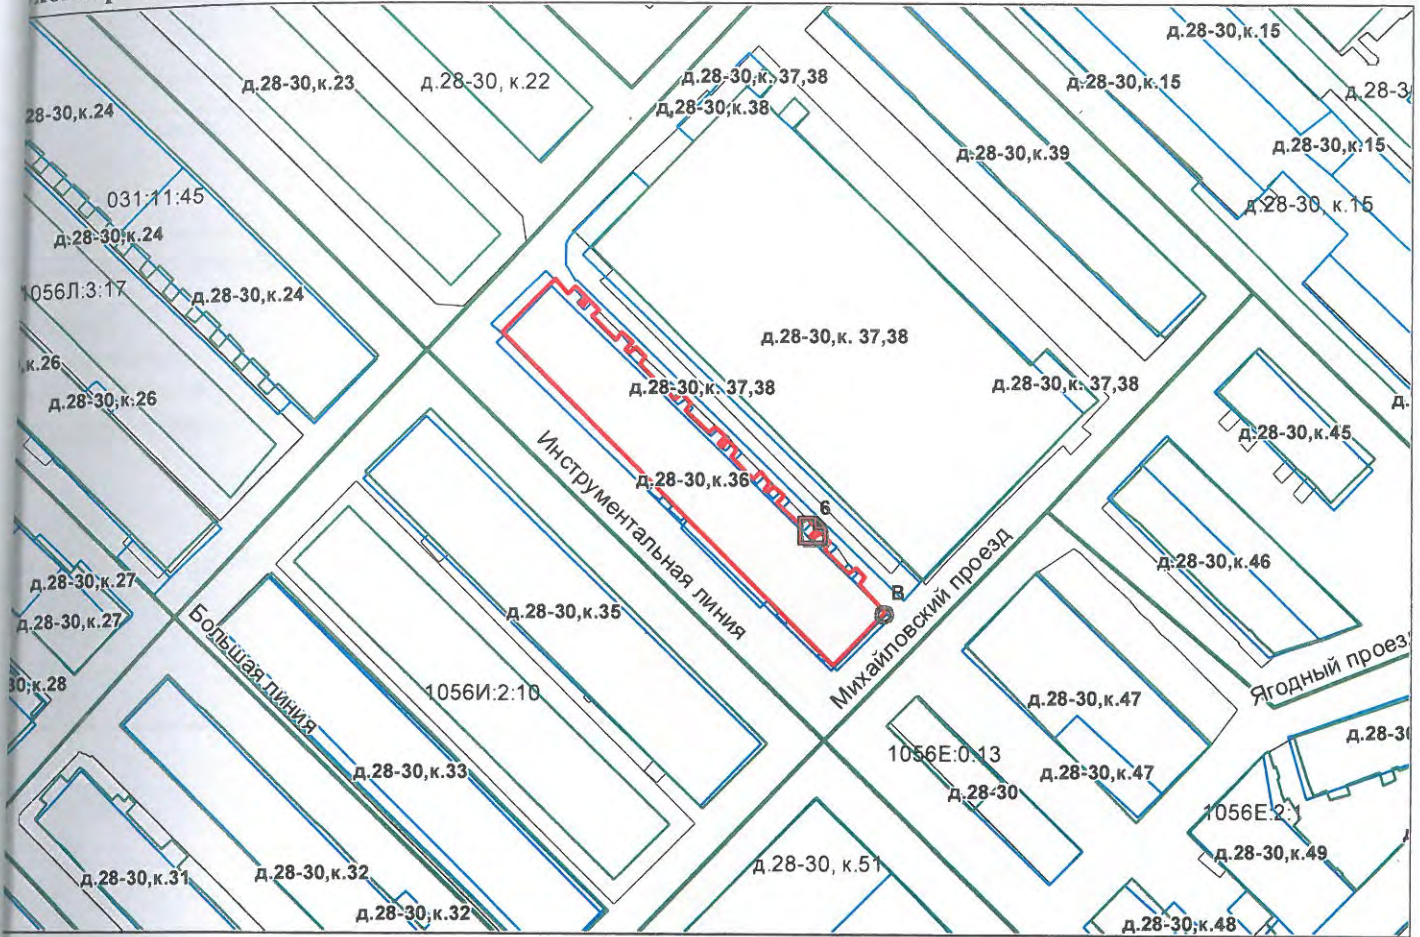 д.28-30,к.15
д.28-30,к.23
д.28-30, к.22
д.28-30,к. 37,38
д.28-30,к.15
д.28-30,к.38
28-30,к.24
д.28-30,к.15
д.28-30,к.39
031:11:45
д.28-30, к.15
д.28-30,к.24
1056Л:3:17
д.28-30,к.24
д.28-30,к. 37,38
к.26
д.28-30,к. 37,38
д.28-30,к. 37,38
д.28-30,к.26
д.28-30,к.45
д.28-30,к.36
Инструментальная линия
6
Михайловский проезд
д.28-30,к.46
д.28-30,к.27
В
д.28-30,к.35
д.28-30,к.27
Большая линия
Ягодный проезд
30,к.28
1056И:2:10
д.28-30,к.47
1056Е:0:13
д.28-30,к.33
д.28-30,к.47
д.28-30
1056Е:2:1
д.28-30,к.49
д.28-30, к.51
д.28-30,к.31
д.28-30,к.32
д.28-30,к.32
д.28-30,к.48